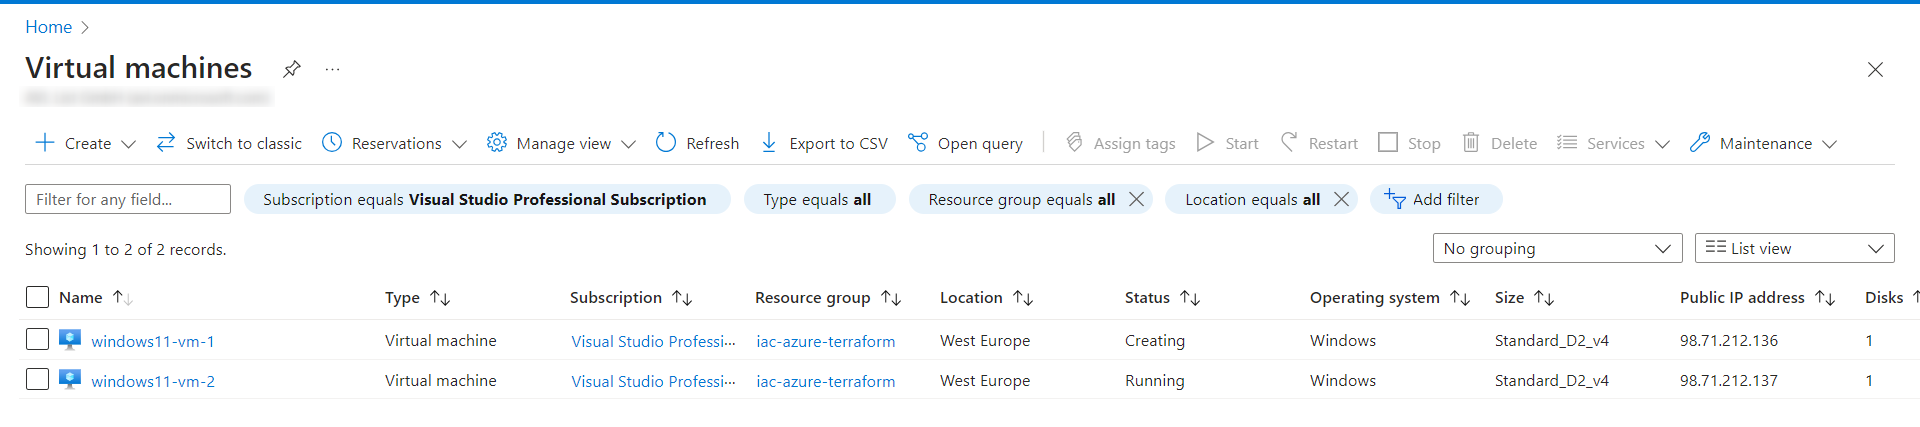 Home
Virtual machines
Create Switch to classic Reservations Manage view Refresh Export to CSV Open query Assign tags Start Restart Stop Delete Services Maintenance
Filter for any field... Subscription equals Visual Studio Professional Subscription Type equals all Resource group equals all Location equals all Add filter
Showing 1 to 2 of 2 records. No grouping List view
Name Type Subscription Resource group Location Status Operating system Size Public IP address Disks
windows11-vm-1 Virtual machine Visual Studio Professi··· iac-azure-terraform West Europe Creating Windows Standard_D2_v4 98.71.212.136 1
windows11-vm-2 Virtual machine Visual Studio Professi··· iac-azure-terraform West Europe Running Windows Standard_D2_v4 98.71.212.137 1